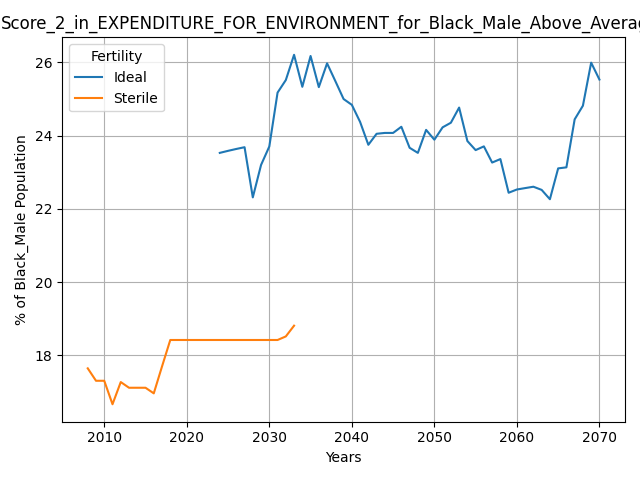 Score_2_in_EXPENDITURE_FOR_ENVIRONMENT_for_Black_Male_Above_Averag
Fertility
Ideal
Sterile
% of Black_Male Population
26
24
22
20
18
2010 2020 2030 2040 2050 2060 2070
Years